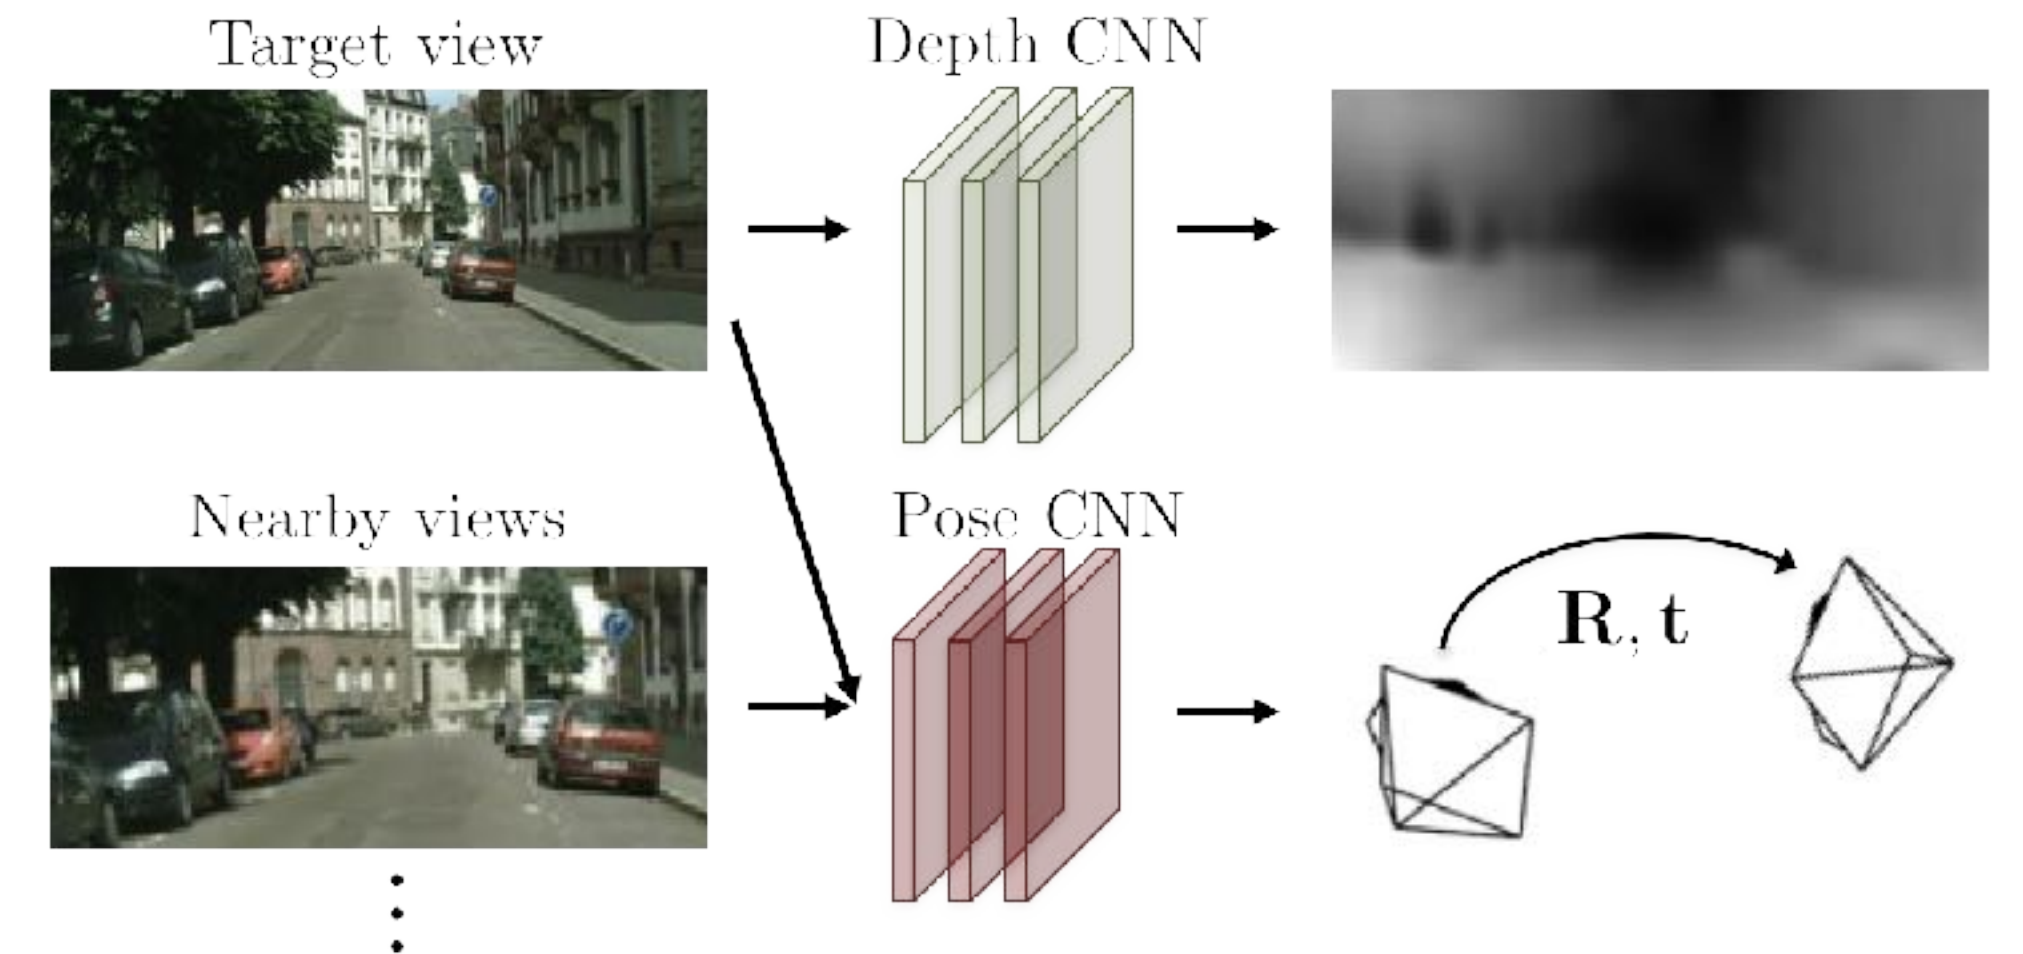 Target view
Depth CNN
Nearby views
Pose CNN
R, t